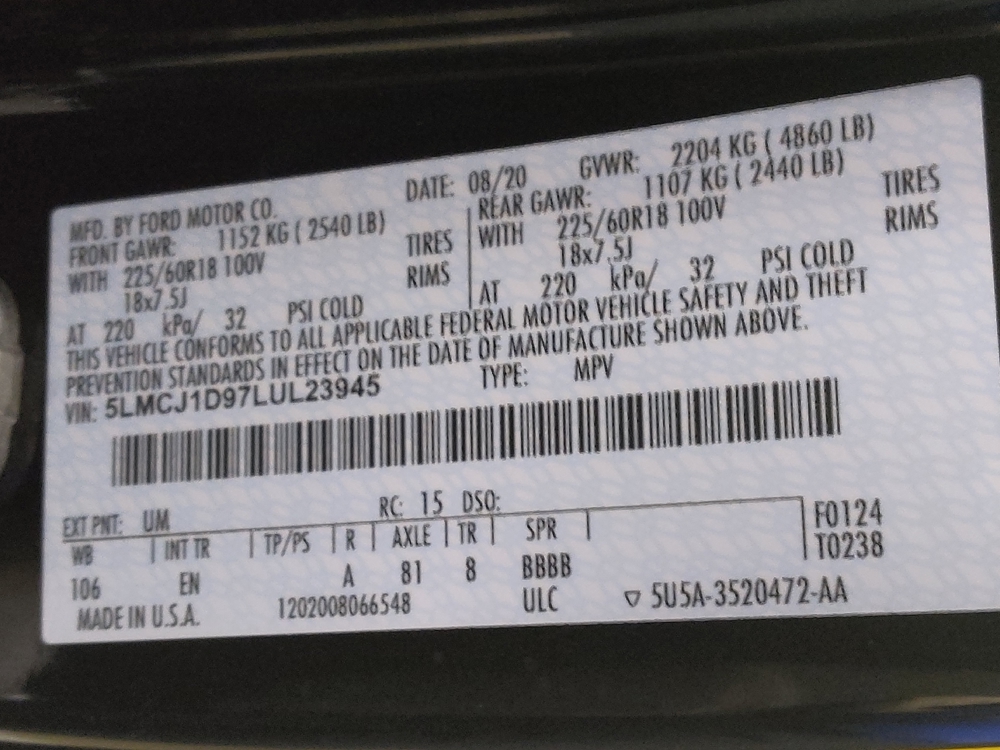 MFD. BY FORD MOTOR CO. DATE: 08/20 GVWR: 2204 KG ( 4860 LB)
FRONT GAWR: 1152 KG ( 2540 LB) REAR GAWR: 1107 KG ( 2440 LB)
WITH 225/60R18 100V TIRES WITH 225/60R18 100V TIRES
18x7.5J RIMS 18x7.5J RIMS
AT 220 kPa/ 32 PSI COLD AT 220 kPa/ 32 PSI COLD
THIS VEHICLE CONFORMS TO ALL APPLICABLE FEDERAL MOTOR VEHICLE SAFETY AND THEFT
PREVENTION STANDARDS IN EFFECT ON THE DATE OF MANUFACTURE SHOWN ABOVE.
VIN: 5LMCJ1D97LUL23945 TYPE: MPV
EXT PNT: UM RC: 15 DSO: F0124
WB INT TR TP/PS R AXLE TR SPR T0238
106 EN A 81 8 BBBB
MADE IN U.S.A. 1202008066548 ULC ▽ 5U5A-3520472-AA